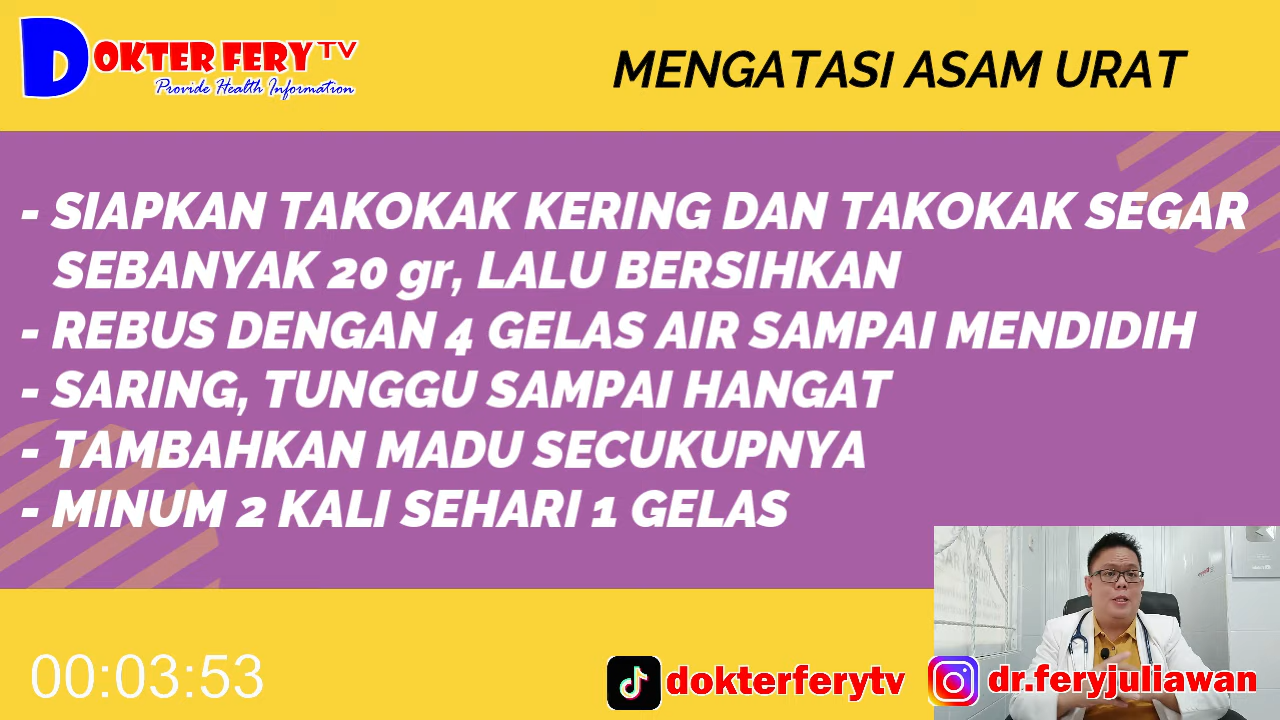 DOKTER FERY TV
Provide Health Information
MENGATASI ASAM URAT
- SIAPKAN TAKOKAK KERING DAN TAKOKAK SEGAR
SEBANYAK 20 gr, LALU BERSIHKAN
- REBUS DENGAN 4 GELAS AIR SAMPAI MENDIDIH
- SARING, TUNGGU SAMPAI HANGAT
- TAMBAHKAN MADU SECUKUPNYA
- MINUM 2 KALI SEHARI 1 GELAS
00:03:53
dokterferytv
dr.feryjuliawan